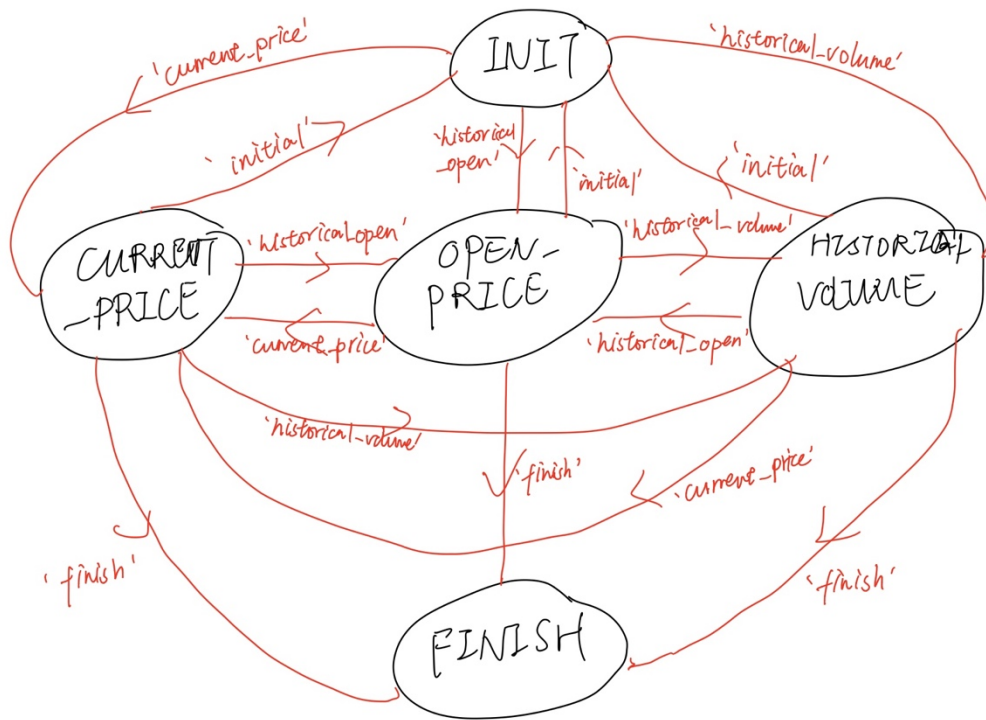 INIT
'current_price'
'historical_volume'
'initial'
'historical
_open'
'initial'
'initial'
CURRENT
_PRICE
'historical_open'
OPEN_
PRICE
'historical_volume'
HISTORICAL
VOLUME
'current_price'
'historical_open'
'historical_volume'
'finish'
'current_price'
'finish'
'finish'
FINISH